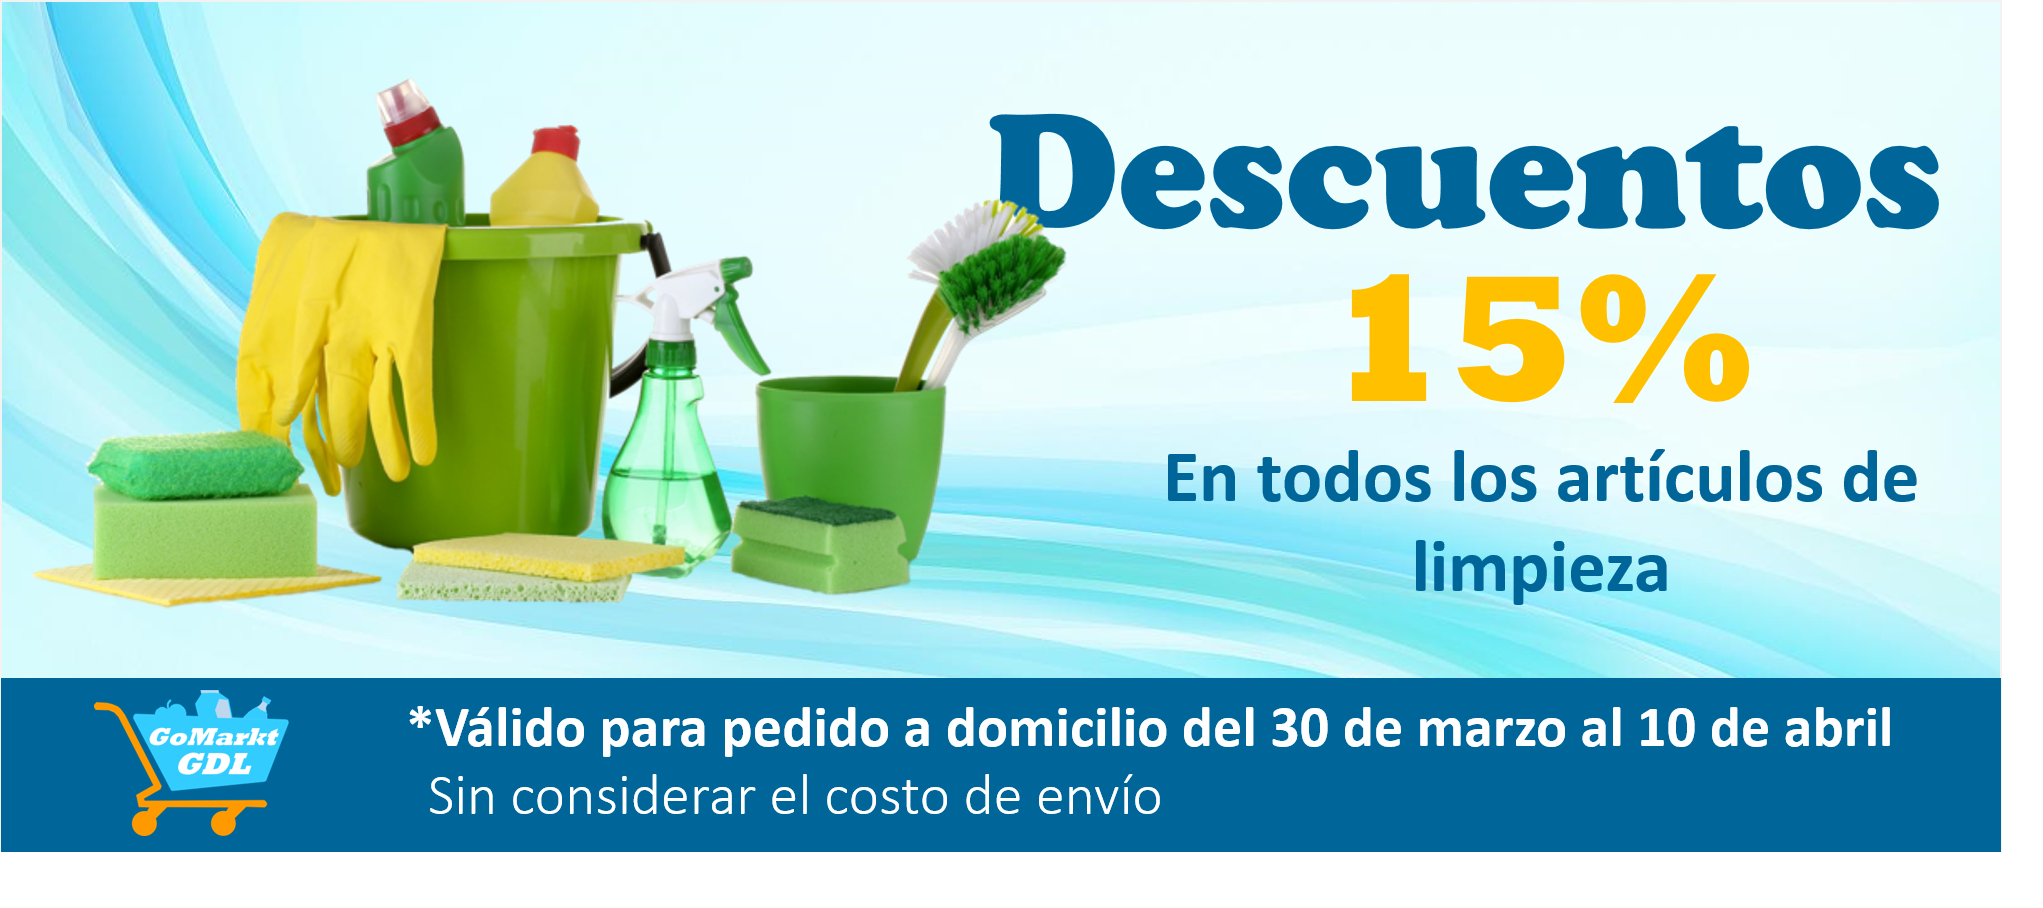 Descuentos
15%
En todos los artículos de
limpieza
GoMarkt
GDL
*Válido para pedido a domicilio del 30 de marzo al 10 de abril
Sin considerar el costo de envío